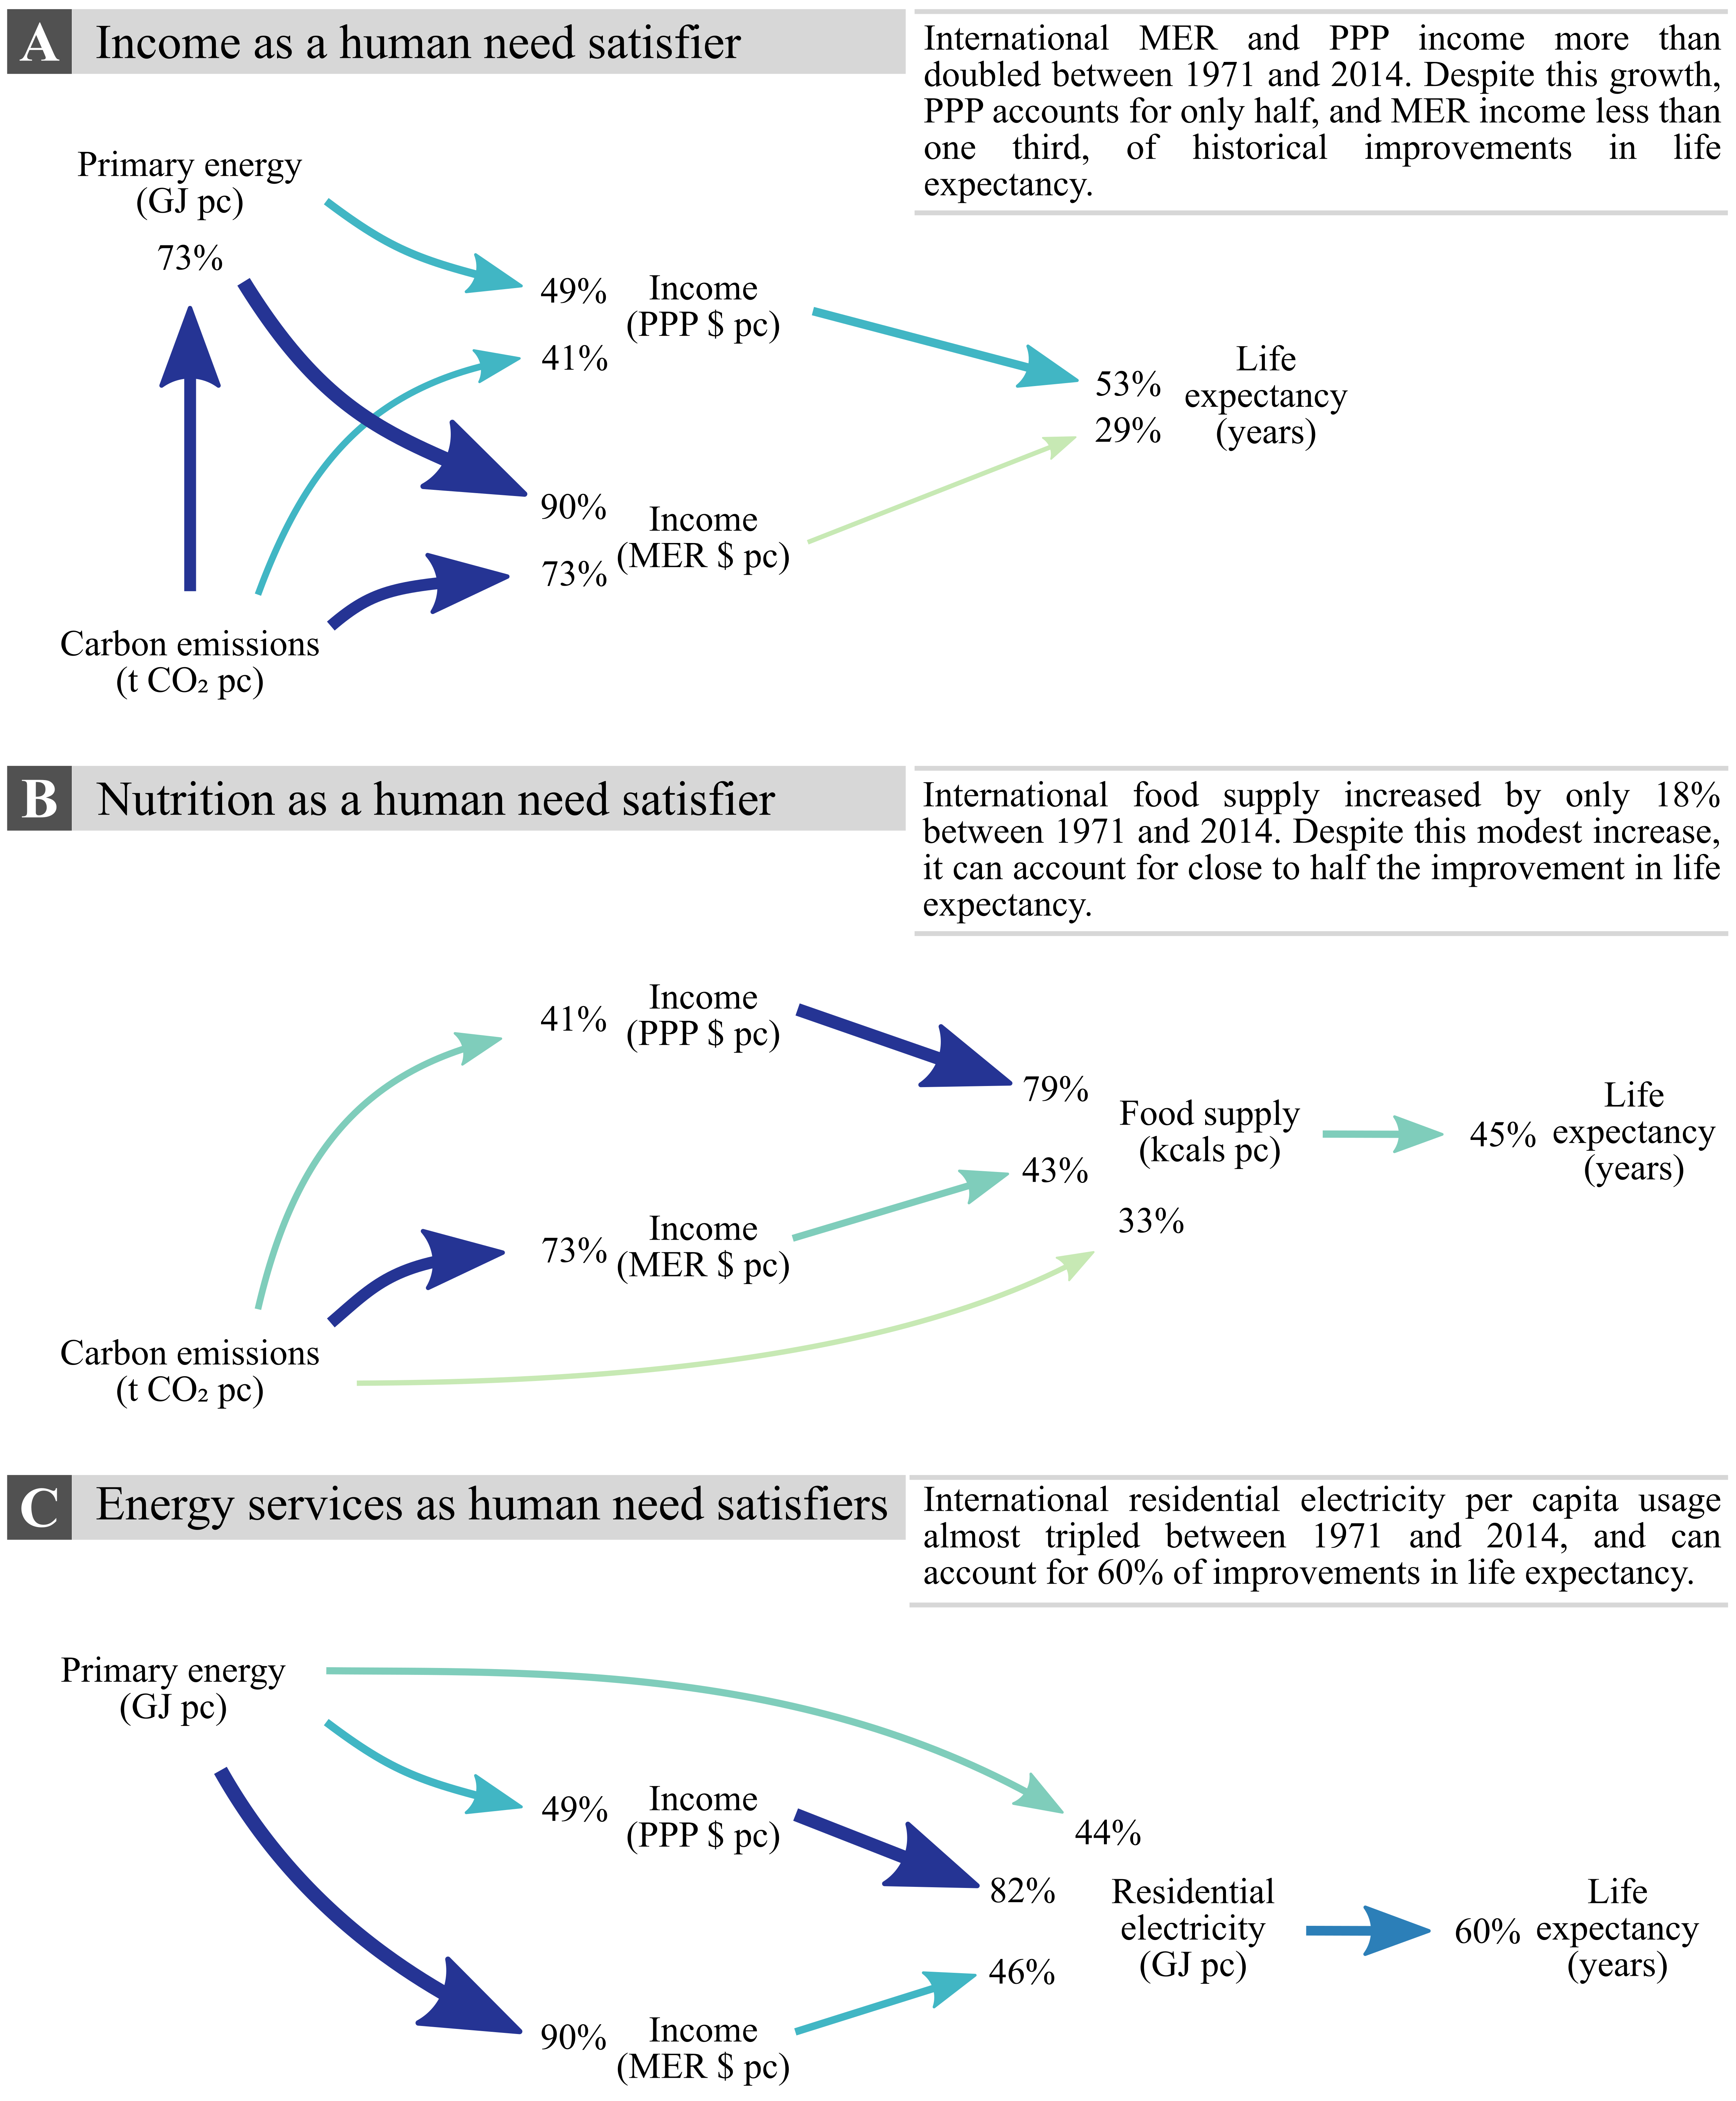 A Income as a human need satisfier
International MER and PPP income more than
doubled between 1971 and 2014. Despite this growth,
PPP accounts for only half, and MER income less than
one third, of historical improvements in life
expectancy.
Primary energy
(GJ pc)
73%
49%
Income
(PPP $ pc)
41%
53%
29%
Life
expectancy
(years)
90%
Income
(MER $ pc)
73%
Carbon emissions
(t CO₂ pc)
B Nutrition as a human need satisfier
International food supply increased by only 18%
between 1971 and 2014. Despite this modest increase,
it can account for close to half the improvement in life
expectancy.
41%
Income
(PPP $ pc)
79%
Food supply
(kcals pc)
43%
33%
45%
Life
expectancy
(years)
73%
Income
(MER $ pc)
Carbon emissions
(t CO₂ pc)
C Energy services as human need satisfiers
International residential electricity per capita usage
almost tripled between 1971 and 2014, and can
account for 60% of improvements in life expectancy.
Primary energy
(GJ pc)
49%
Income
(PPP $ pc)
44%
82%
Residential
electricity
(GJ pc)
46%
60%
Life
expectancy
(years)
90%
Income
(MER $ pc)